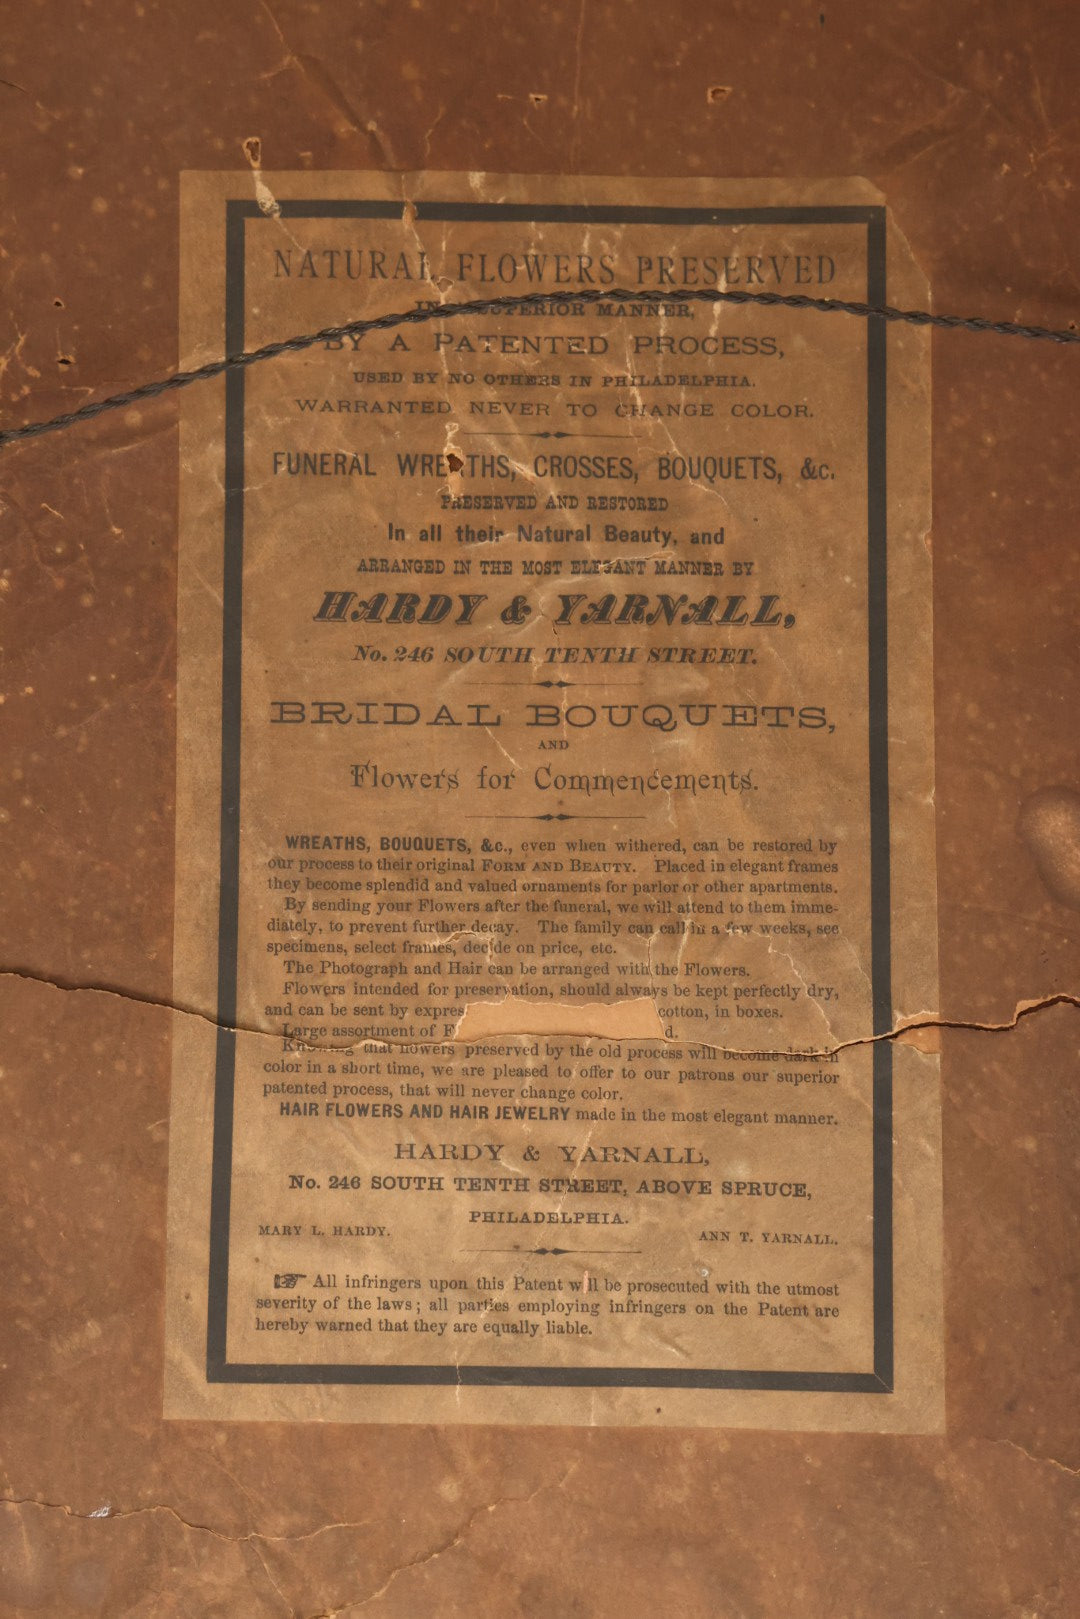 NATURAL FLOWERS PRESERVED
IN SUPERIOR MANNER,
BY A PATENTED PROCESS,
USED BY NO OTHERS IN PHILADELPHIA.
WARRANTED NEVER TO CHANGE COLOR.
FUNERAL WREATHS, CROSSES, BOUQUETS, &c.
PRESERVED AND RESTORED
In all their Natural Beauty, and
ARRANGED IN THE MOST ELEGANT MANNER BY
HARDY & YARNALL,
No. 246 SOUTH TENTH STREET.
BRIDAL BOUQUETS,
AND
Flowers for Commencements.
WREATHS, BOUQUETS, &c., even when withered, can be restored by
our process to their original FORM AND BEAUTY. Placed in elegant frames
they become splendid and valued ornaments for parlor or other apartments.
By sending your Flowers after the funeral, we will attend to them imme-
diately, to prevent further decay. The family can call in a few weeks, see
specimens, select frames, decide on price, etc.
The Photograph and Hair can be arranged with the Flowers.
Flowers intended for preservation, should always be kept perfectly dry,
and can be sent by cotton, in boxes.
Large assortment of
Knowing that flowers preserved by the old process will become dark in
color in a short time, we are pleased to offer to our patrons our superior
patented process, that will never change color.
HAIR FLOWERS AND HAIR JEWELRY made in the most elegant manner.
HARDY & YARNALL,
No. 246 SOUTH TENTH STREET, ABOVE SPRUCE,
PHILADELPHIA.
MARY L. HARDY. ANN T. YARNALL.
☞ All infringers upon this Patent will be prosecuted with the utmost
severity of the laws; all parties employing infringers on the Patent are
hereby warned that they are equally liable.